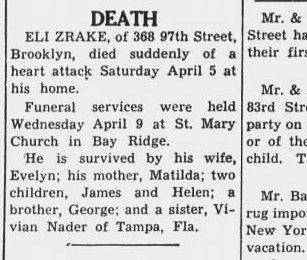 DEATH
ELI ZRAKE, of 368 97th Street,
Brooklyn, died suddenly of a
heart attack Saturday April 5 at
his home.
Funeral services were held
Wednesday April 9 at St. Mary
Church in Bay Ridge.
He is survived by his wife,
Evelyn; his mother, Matilda; two
children, James and Helen; a
brother, George; and a sister, Vi-
vian Nader of Tampa, Fla.
Mr. &
Street ha
their firs
Mr. &
83rd Stre
party on
or of the
child. T
Mr. Ba
rug impo
New York
vacation.